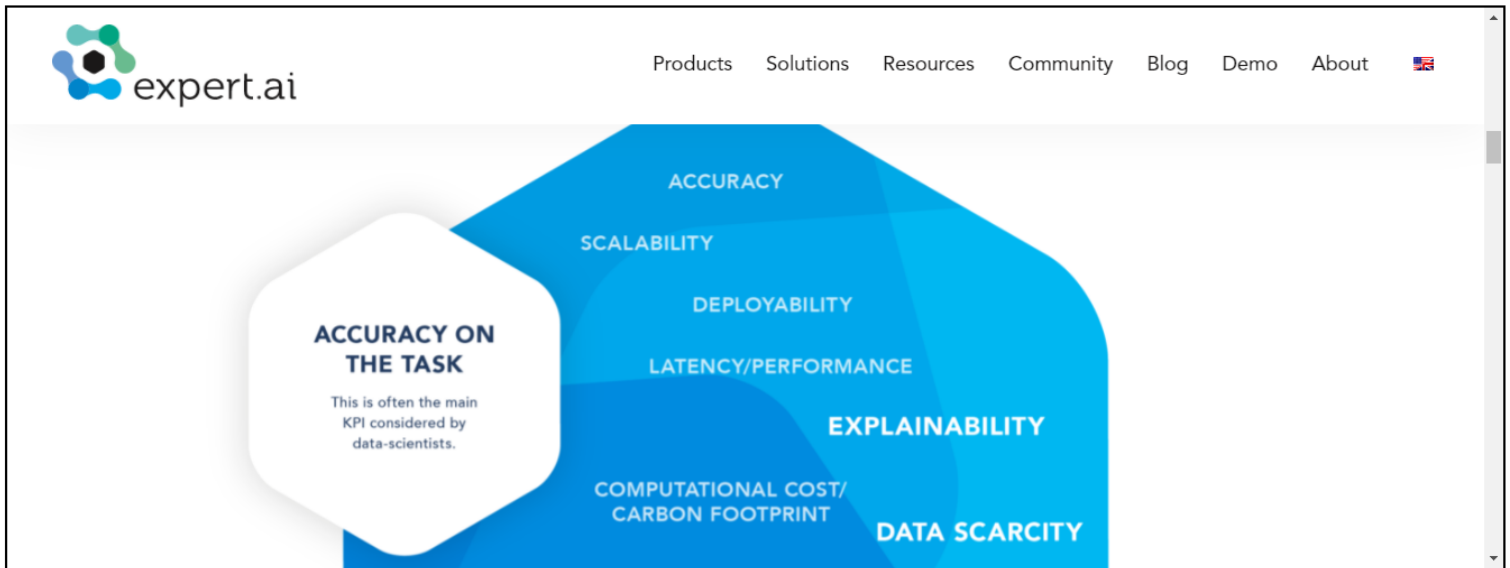 expert.ai
Products Solutions Resources Community Blog Demo About
ACCURACY
SCALABILITY
DEPLOYABILITY
LATENCY/PERFORMANCE
EXPLAINABILITY
COMPUTATIONAL COST/
CARBON FOOTPRINT
DATA SCARCITY
ACCURACY ON
THE TASK
This is often the main
KPI considered by
data-scientists.